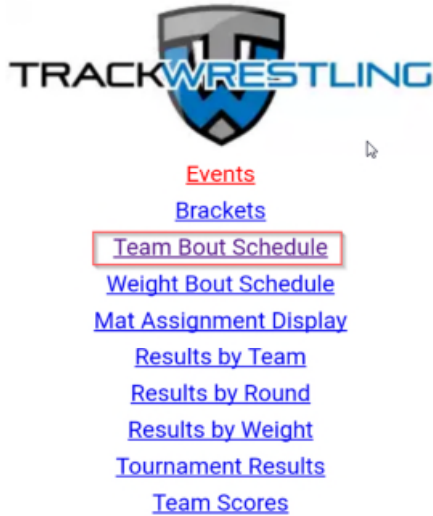 TRACKWRESTLING
Events
Brackets
Team Bout Schedule
Weight Bout Schedule
Mat Assignment Display
Results by Team
Results by Round
Results by Weight
Tournament Results
Team Scores